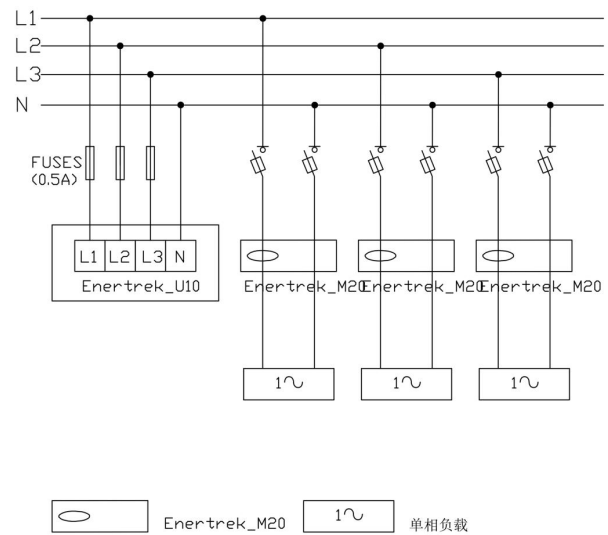 L1
L2
L3
N
FUSES
(0.5A)
L1 L2 L3 N
Enertrek_U10
Enertrek_M20 Enertrek_M20 Enertrek_M20
1 1 1
Enertrek_M20
1
单相负载